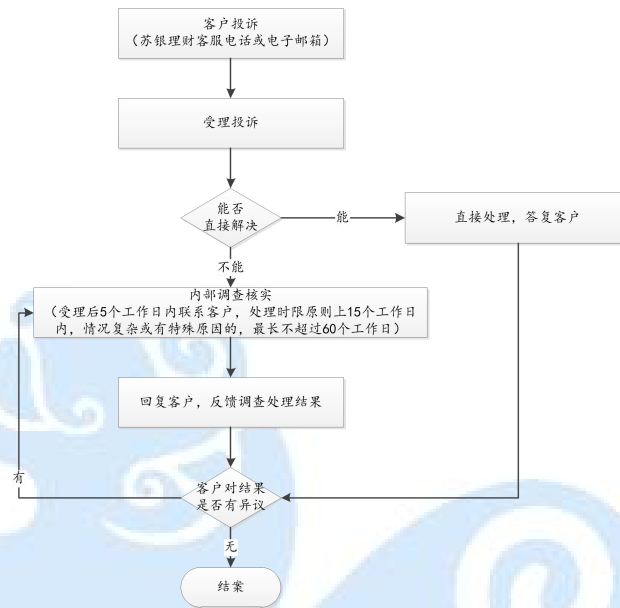 客户投诉
（苏银理财客服电话或电子邮箱）
受理投诉
能否
直接解决
能
直接处理，答复客户
不能
内部调查核实
（受理后5个工作日内联系客户，处理时限原则上15个工作日
内，情况复杂或有特殊原因的，最长不超过60个工作日）
回复客户，反馈调查处理结果
有
客户对结果
是否有异议
无
结案